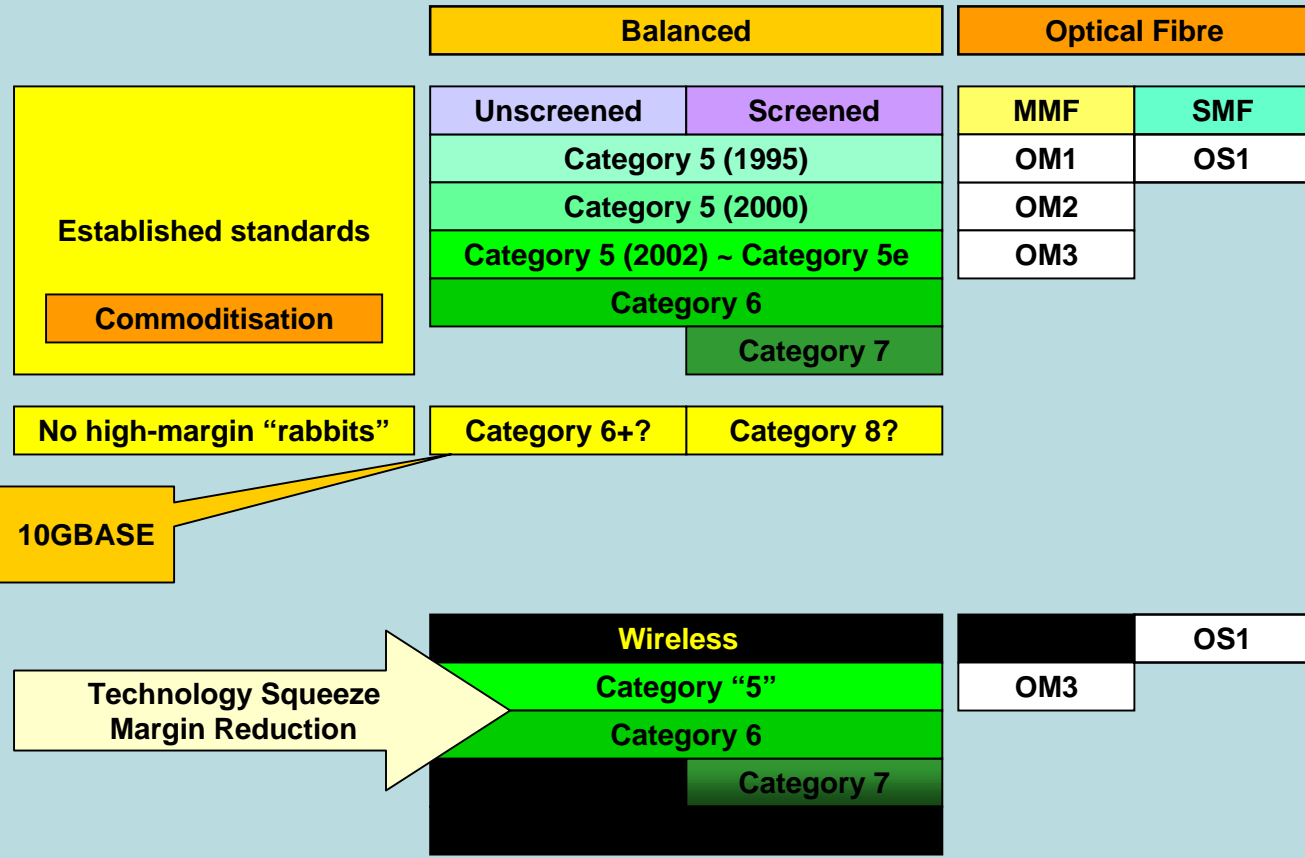 Balanced
Optical Fibre
Unscreened
Screened
MMF
SMF
Category 5 (1995)
OM1
OS1
Category 5 (2000)
OM2
Established standards
Category 5 (2002) ~ Category 5e
OM3
Commoditisation
Category 6
Category 7
No high-margin “rabbits”
Category 6+?
Category 8?
10GBASE
Wireless
OS1
Technology Squeeze
Margin Reduction
Category “5”
OM3
Category 6
Category 7